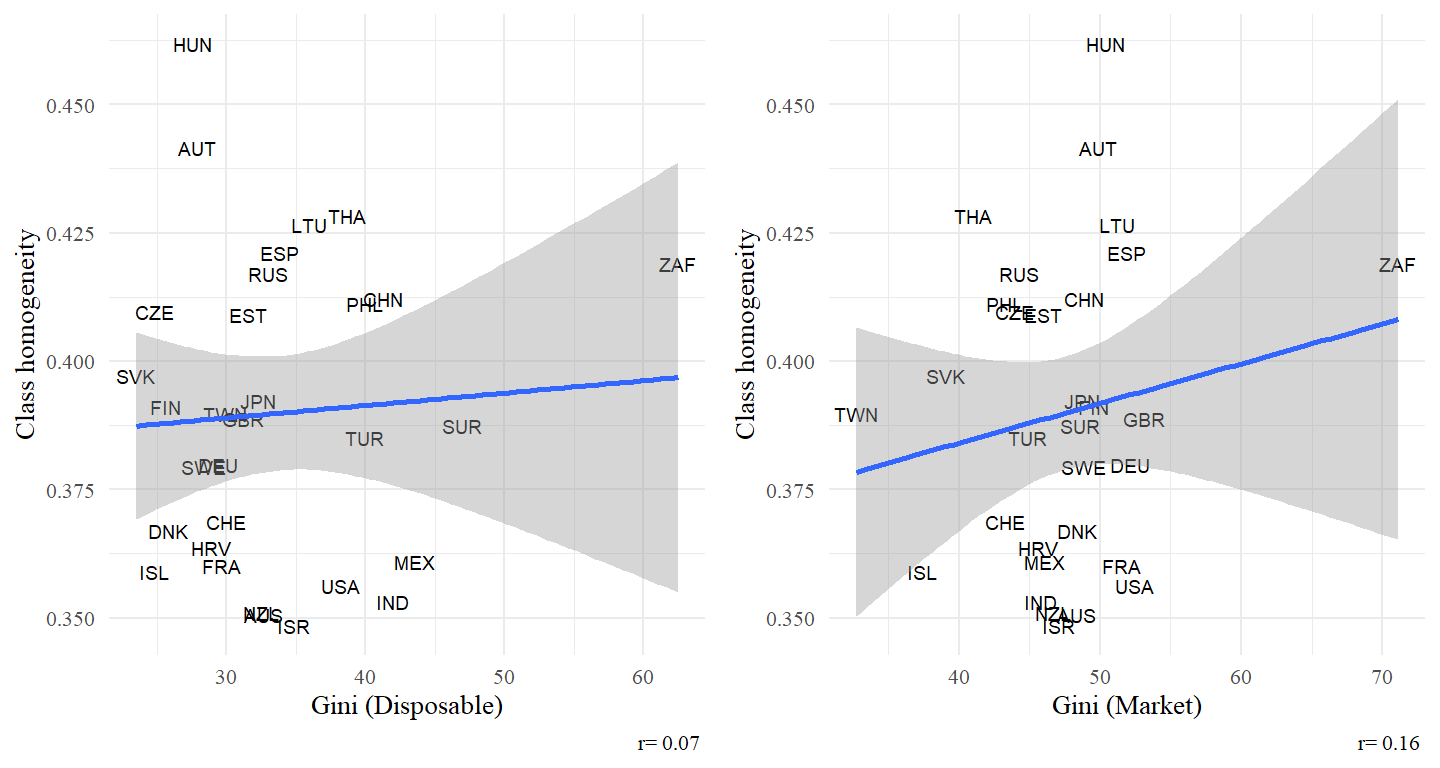 HUN
0.450
AUT
THA
LTU
0.425
ESP
ZAF
RUS
CHN
PHL
CZE
EST
0.400
SVK
JPN
FIN
TWN
GBR
SUR
TUR
DEU
SWE
0.375
CHE
DNK
HRV
MEX
FRA
ISL
USA
IND
NZL
AUS
0.350
ISR
Class homogeneity
30 40 50 60
Gini (Disposable)
r= 0.07
HUN
0.450
AUT
THA
LTU
0.425
ESP
ZAF
RUS
CHN
PHL
CZE
EST
0.400
SVK
JPN
FIN
TWN
GBR
SUR
TUR
DEU
SWE
0.375
CHE
DNK
HRV
MEX
FRA
ISL
USA
IND
NZL
AUS
0.350
ISR
Class homogeneity
40 50 60 70
Gini (Market)
r= 0.16